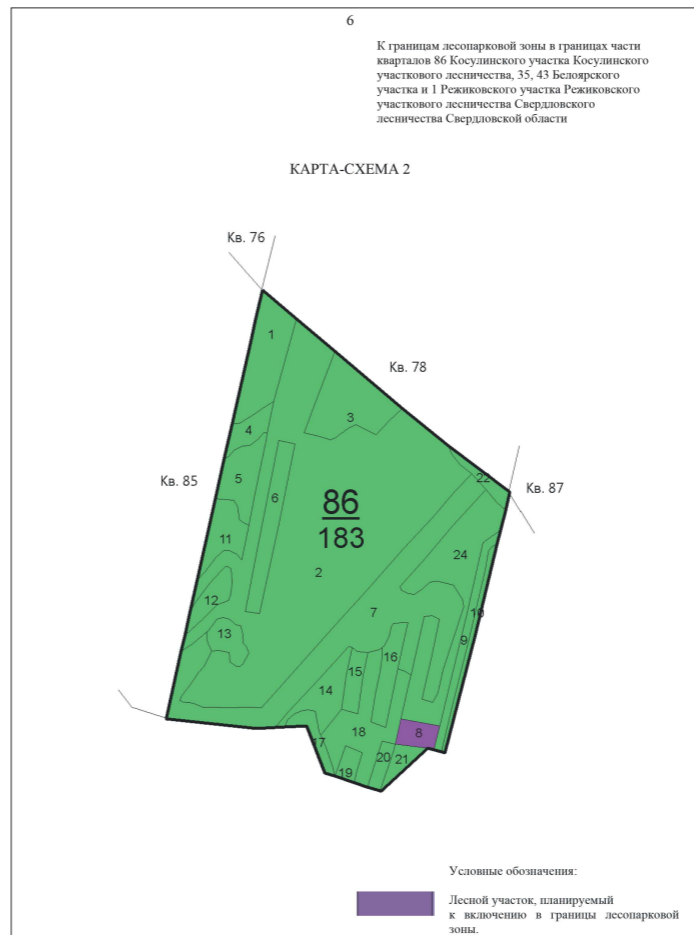 6
К границам лесопарковой зоны в границах части
кварталов 86 Косулинского участка Косулинского
участкового лесничества, 35, 43 Белоярского
участка и 1 Режиковского участка Режиковского
участкового лесничества Свердловского
лесничества Свердловской области
КАРТА-СХЕМА 2
Кв. 76
1
Кв. 78
3
4
Кв. 85
5
22
Кв. 87
6
86
183
11
24
2
12
7
10
13
9
16
15
14
18
8
17
20
21
19
Условные обозначения:
Лесной участок, планируемый
к включению в границы лесопарковой
зоны.